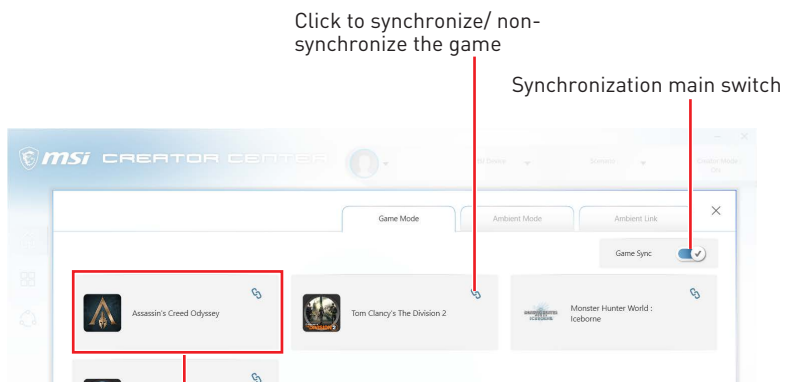 Click to synchronize/ non-
synchronize the game
Synchronization main switch
msi CREATOR CENTER
Game Mode
Ambient Mode
Ambient Link
Game Sync
Assassin's Creed Odyssey
Tom Clancy's The Division 2
Monster Hunter World :
Iceborne